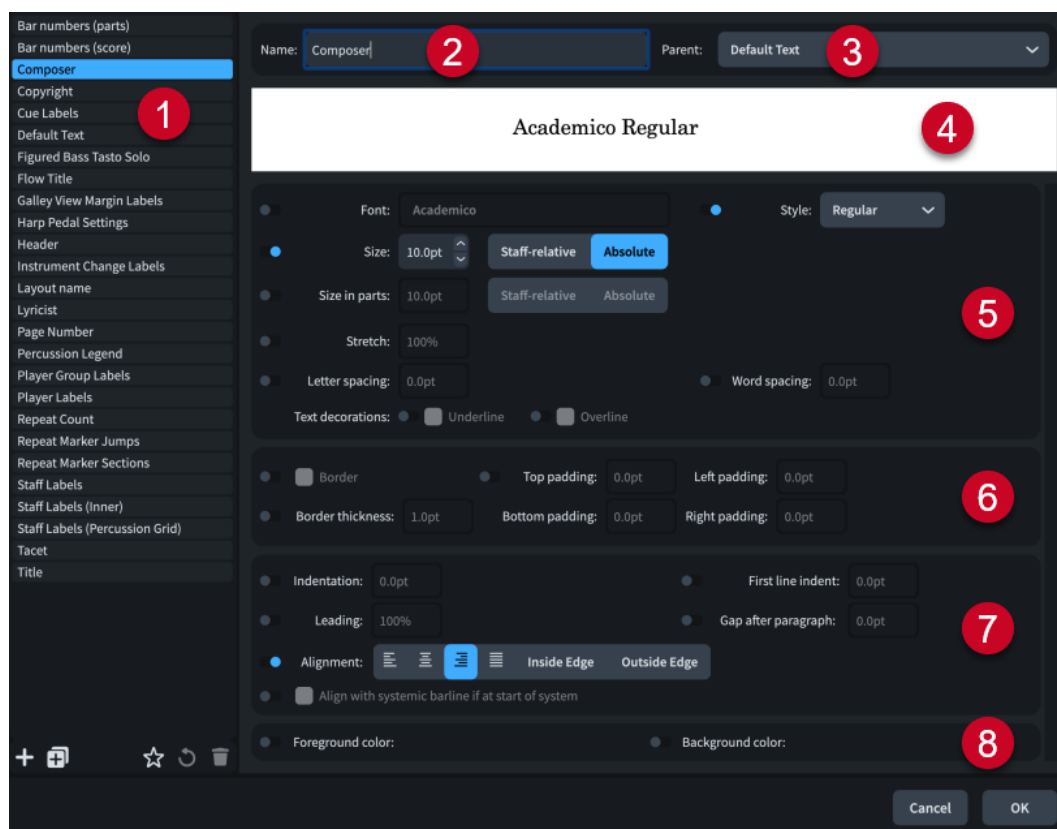 Bar numbers (parts)
Bar numbers (score)
Composer
Copyright
Cue Labels
Default Text
Figured Bass Tasto Solo
Flow Title
Galley View Margin Labels
Harp Pedal Settings
Header
Instrument Change Labels
Layout name
Lyricist
Page Number
Percussion Legend
Player Group Labels
Player Labels
Repeat Count
Repeat Marker Jumps
Repeat Marker Sections
Staff Labels
Staff Labels (Inner)
Staff Labels (Percussion Grid)
Tacet
Title
1
Name: Composer 2 Parent: Default Text 3
Academico Regular 4
Font: Academico Style: Regular
Size: 10.0pt Staff-relative Absolute
Size in parts: 10.0pt Staff-relative Absolute
5
Stretch: 100%
Letter spacing: 0.0pt Word spacing: 0.0pt
Text decorations: Underline Overline
Border Top padding: 0.0pt Left padding: 0.0pt
6
Border thickness: 1.0pt Bottom padding: 0.0pt Right padding: 0.0pt
Indentation: 0.0pt First line indent: 0.0pt
Leading: 100% Gap after paragraph: 0.0pt
7
Alignment: Inside Edge Outside Edge
Align with systemic barline if at start of system
Foreground color: Background color: 8
Cancel OK